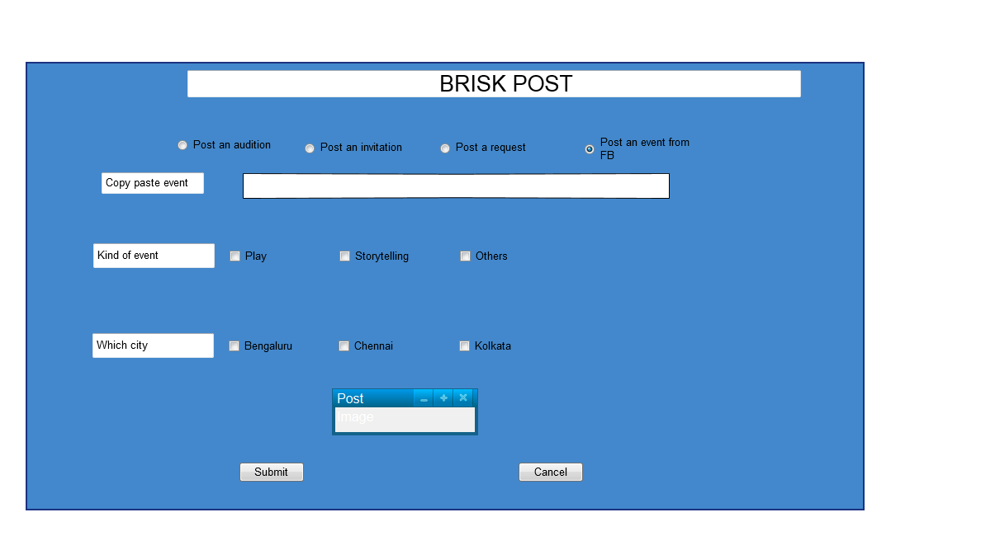 BRISK POST
Post an audition
Post an invitation
Post a request
Post an event from
FB
Copy paste event
Kind of event
Play
Storytelling
Others
Which city
Bengaluru
Chennai
Kolkata
Post
image
Submit
Cancel